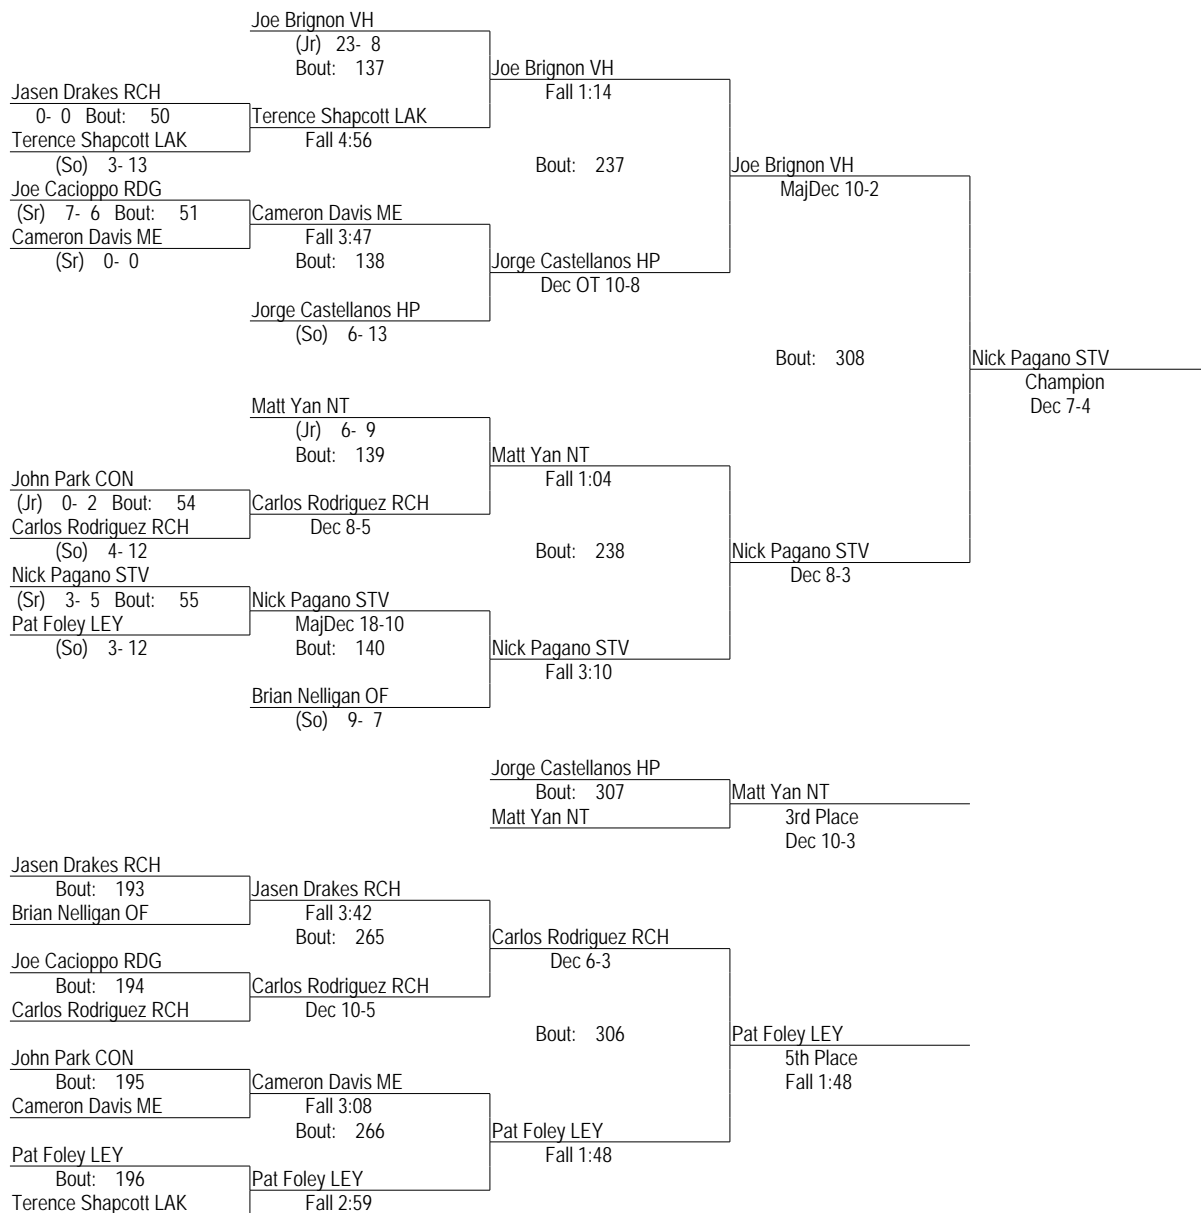 Joe Brignon VH
(Jr) 23- 8
Bout: 137
Joe Brignon VH
Fall 1:14
Jasen Drakes RCH
0- 0 Bout: 50
Terence Shapcott LAK
Fall 4:56
Terence Shapcott LAK
(So) 3- 13
Bout: 237
Joe Brignon VH
MajDec 10-2
Joe Cacioppo RDG
(Sr) 7- 6 Bout: 51
Cameron Davis ME
Fall 3:47
Cameron Davis ME
(Sr) 0- 0
Bout: 138
Jorge Castellanos HP
Dec OT 10-8
Jorge Castellanos HP
(So) 6- 13
Bout: 308
Nick Pagano STV
Champion
Dec 7-4
Matt Yan NT
(Jr) 6- 9
Bout: 139
Matt Yan NT
Fall 1:04
John Park CON
(Jr) 0- 2 Bout: 54
Carlos Rodriguez RCH
Dec 8-5
Carlos Rodriguez RCH
(So) 4- 12
Bout: 238
Nick Pagano STV
Dec 8-3
Nick Pagano STV
(Sr) 3- 5 Bout: 55
Nick Pagano STV
MajDec 18-10
Pat Foley LEY
(So) 3- 12
Bout: 140
Nick Pagano STV
Fall 3:10
Brian Nelligan OF
(So) 9- 7
Jorge Castellanos HP
Bout: 307
Matt Yan NT
Matt Yan NT
3rd Place
Dec 10-3
Jasen Drakes RCH
Bout: 193
Brian Nelligan OF
Jasen Drakes RCH
Fall 3:42
Bout: 265
Carlos Rodriguez RCH
Dec 6-3
Joe Cacioppo RDG
Bout: 194
Carlos Rodriguez RCH
Carlos Rodriguez RCH
Dec 10-5
Bout: 306
Pat Foley LEY
5th Place
Fall 1:48
John Park CON
Bout: 195
Cameron Davis ME
Cameron Davis ME
Fall 3:08
Bout: 266
Pat Foley LEY
Fall 1:48
Pat Foley LEY
Bout: 196
Terence Shapcott LAK
Pat Foley LEY
Fall 2:59